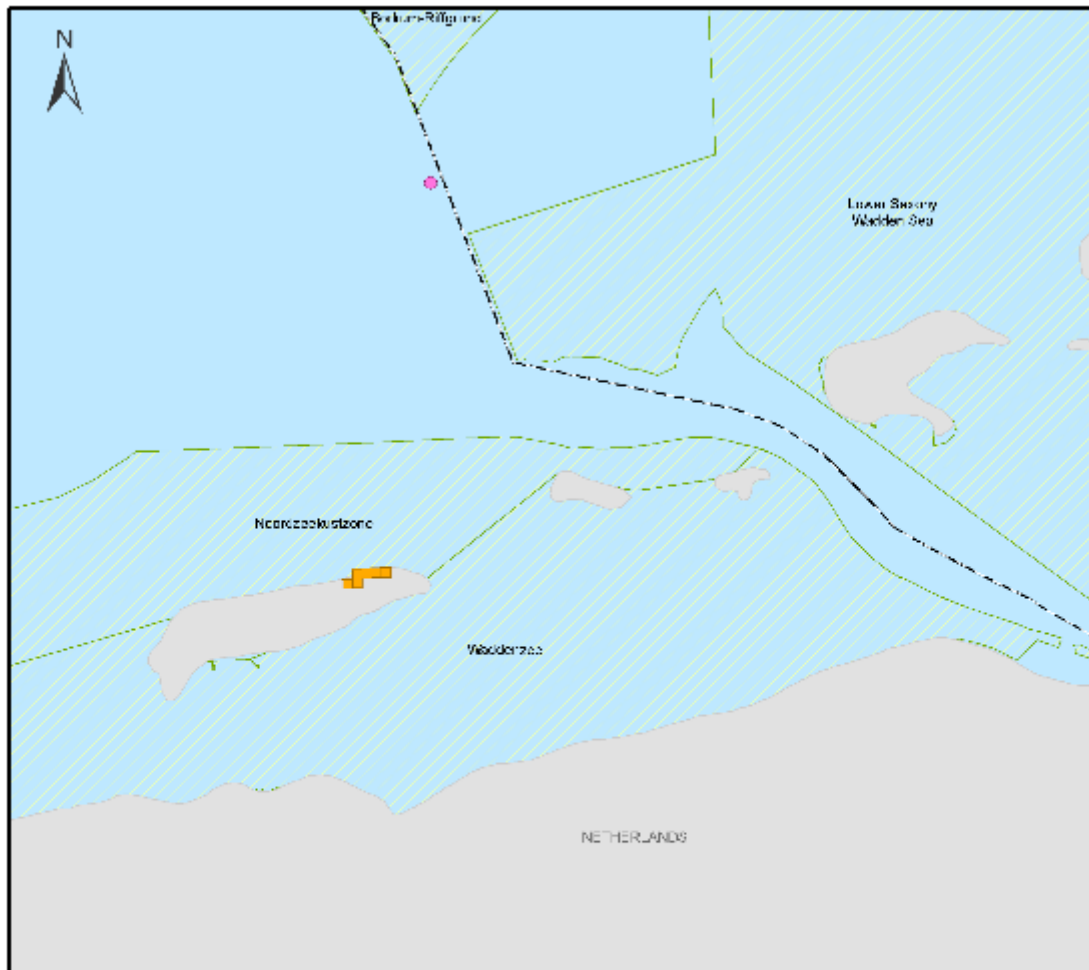 Borkum-Riffgrund
N
Lower Saxony
Wadden Sea
Noordzeekustzone
Waddenzee
NETHERLANDS